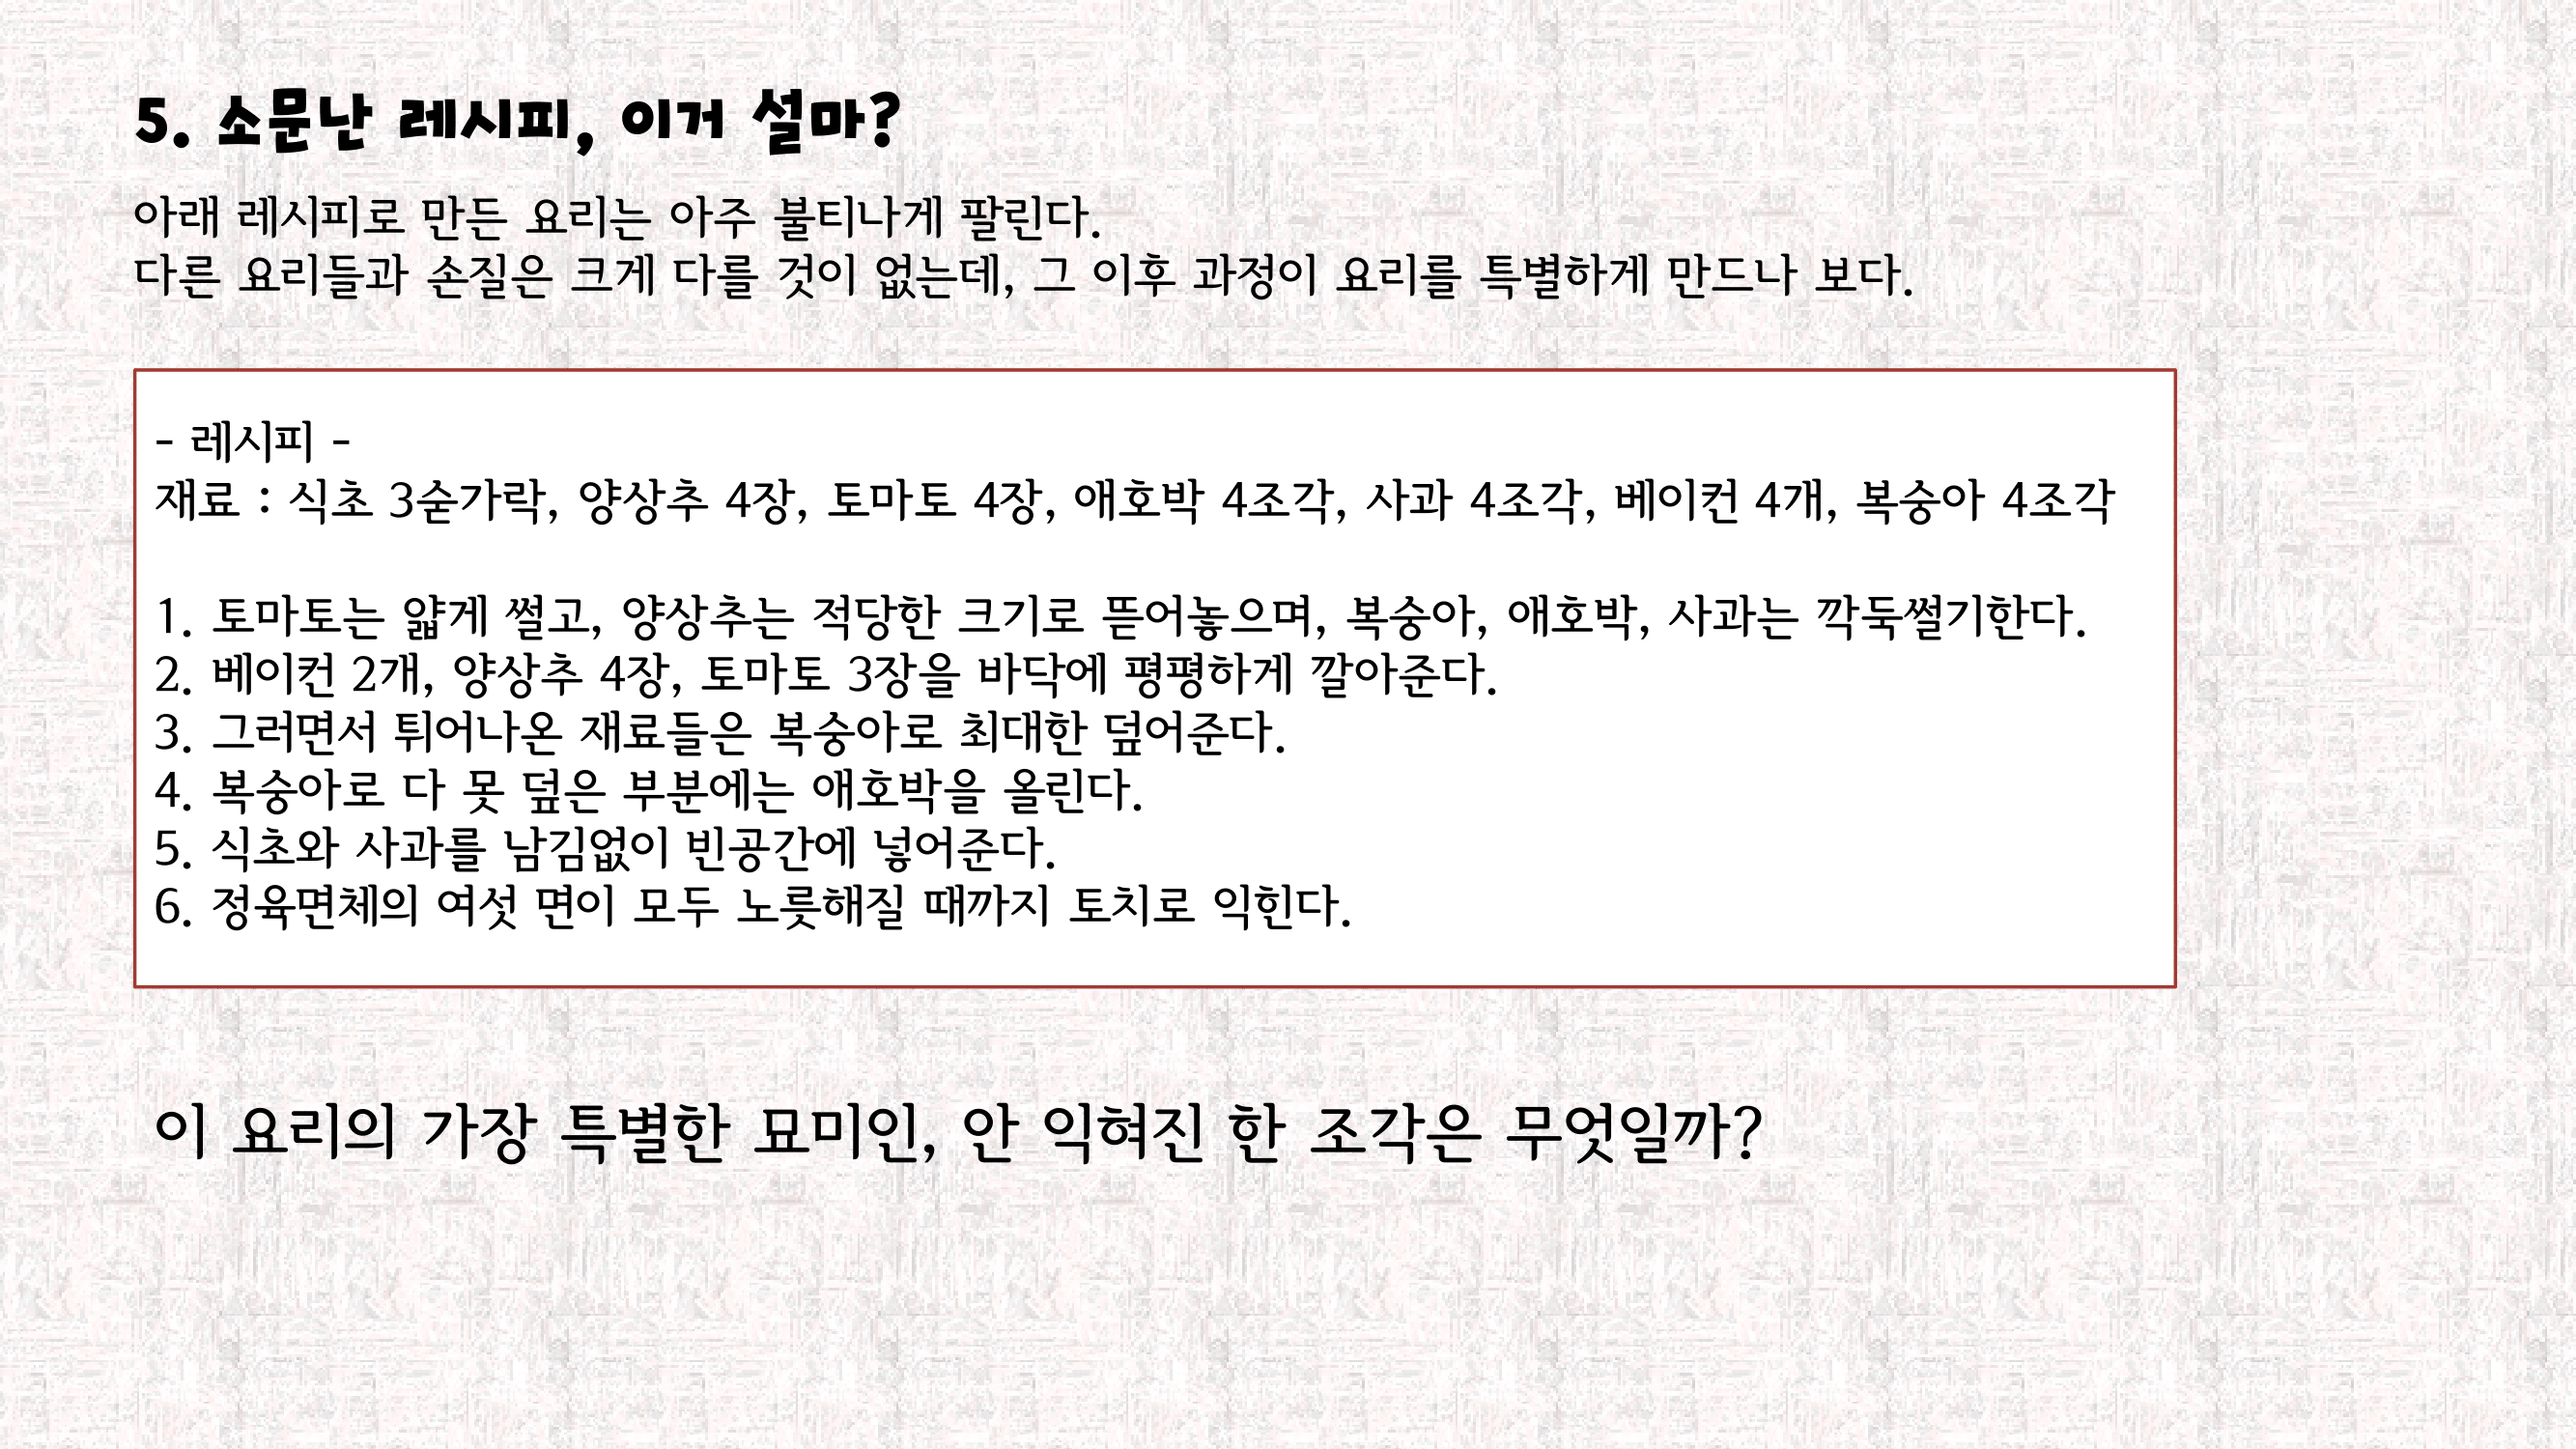 5. 소문난 레시피, 이거 설마?
아래 레시피로 만든 요리는 아주 불티나게 팔린다.
다른 요리들과 손질은 크게 다를 것이 없는데, 그 이후 과정이 요리를 특별하게 만드나 보다.
- 레시피 -
재료 : 식초 3숟가락, 양상추 4장, 토마토 4장, 애호박 4조각, 사과 4조각, 베이컨 4개, 복숭아 4조각
1. 토마토는 얇게 썰고, 양상추는 적당한 크기로 뜯어놓으며, 복숭아, 애호박, 사과는 깍둑썰기한다.
2. 베이컨 2개, 양상추 4장, 토마토 3장을 바닥에 평평하게 깔아준다.
3. 그러면서 튀어나온 재료들은 복숭아로 최대한 덮어준다.
4. 복숭아로 다 못 덮은 부분에는 애호박을 올린다.
5. 식초와 사과를 남김없이 빈공간에 넣어준다.
6. 정육면체의 여섯 면이 모두 노릇해질 때까지 토치로 익힌다.
이 요리의 가장 특별한 묘미인, 안 익혀진 한 조각은 무엇일까?